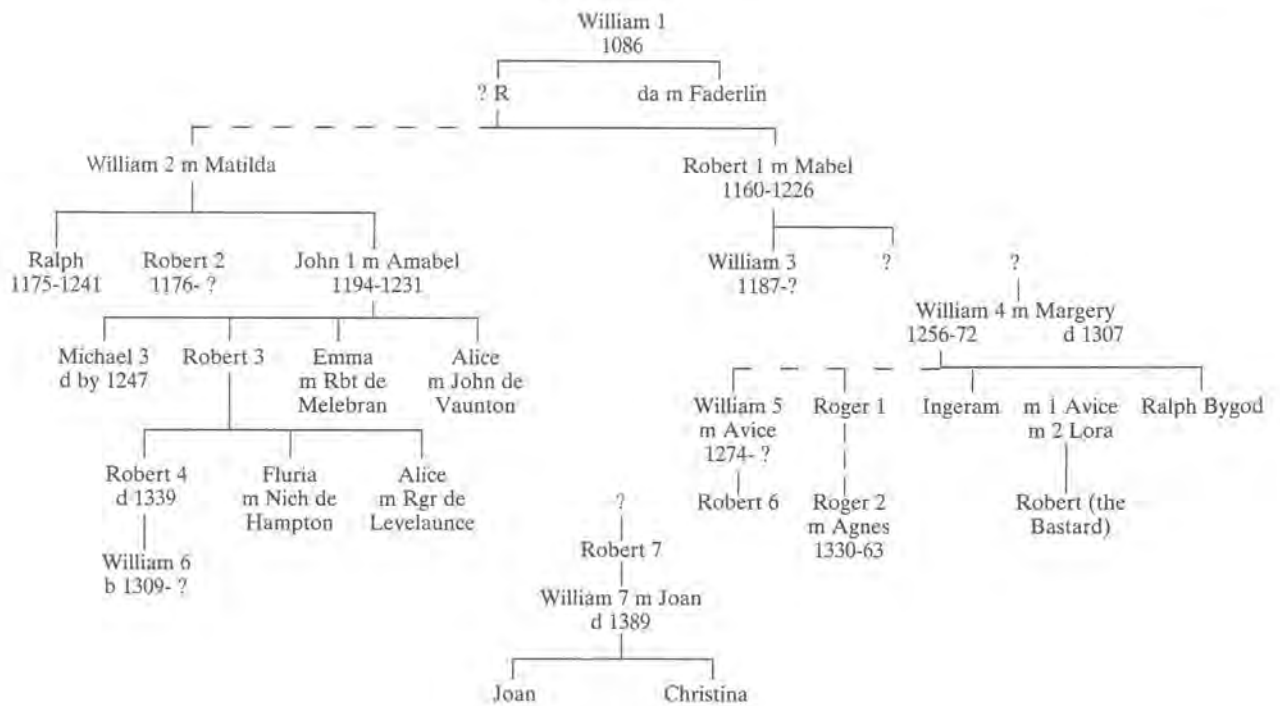 William 1
1086
? R
da m Faderlin
William 2 m Matilda
Robert 1 m Mabel
1160-1226
Ralph
1175-1241
Robert 2
1176- ?
John 1 m Amabel
1194-1231
William 3
1187-?
?
?
William 4 m Margery
1256-72 d 1307
Michael 3
d by 1247
Robert 3
Emma
m Rbt de
Melebran
Alice
m John de
Vaunton
William 5
m Avice
1274- ?
Roger 1
Ingeram
m 1 Avice
m 2 Lora
Ralph Bygod
Robert 4
d 1339
Fluria
m Nich de
Hampton
Alice
m Rgr de
Levelaunce
?
Robert 6
Roger 2
m Agnes
1330-63
Robert (the
Bastard)
William 6
b 1309- ?
Robert 7
William 7 m Joan
d 1389
Joan
Christina